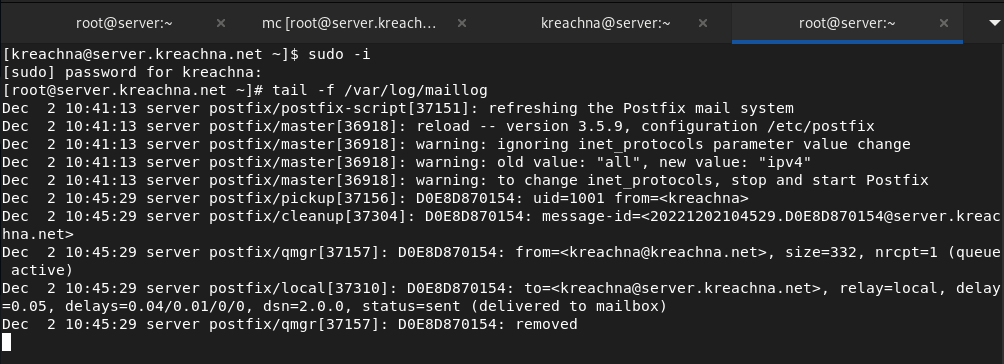 root@server:~ × mc [root@server.kreach... × kreachna@server:~ × root@server:~ ×
[kreachna@server.kreachna.net ~]$ sudo -i
[sudo] password for kreachna:
[root@server.kreachna.net ~]# tail -f /var/log/maillog
Dec  2 10:41:13 server postfix/postfix-script[37151]: refreshing the Postfix mail system
Dec  2 10:41:13 server postfix/master[36918]: reload -- version 3.5.9, configuration /etc/postfix
Dec  2 10:41:13 server postfix/master[36918]: warning: ignoring inet_protocols parameter value change
Dec  2 10:41:13 server postfix/master[36918]: warning: old value: "all", new value: "ipv4"
Dec  2 10:41:13 server postfix/master[36918]: warning: to change inet_protocols, stop and start Postfix
Dec  2 10:45:29 server postfix/pickup[37156]: D0E8D870154: uid=1001 from=<kreachna>
Dec  2 10:45:29 server postfix/cleanup[37304]: D0E8D870154: message-id=<20221202104529.D0E8D870154@server.kreac
hna.net>
Dec  2 10:45:29 server postfix/qmgr[37157]: D0E8D870154: from=<kreachna@kreachna.net>, size=332, nrcpt=1 (queue
 active)
Dec  2 10:45:29 server postfix/local[37310]: D0E8D870154: to=<kreachna@server.kreachna.net>, relay=local, delay
=0.05, delays=0.04/0.01/0/0, dsn=2.0.0, status=sent (delivered to mailbox)
Dec  2 10:45:29 server postfix/qmgr[37157]: D0E8D870154: removed